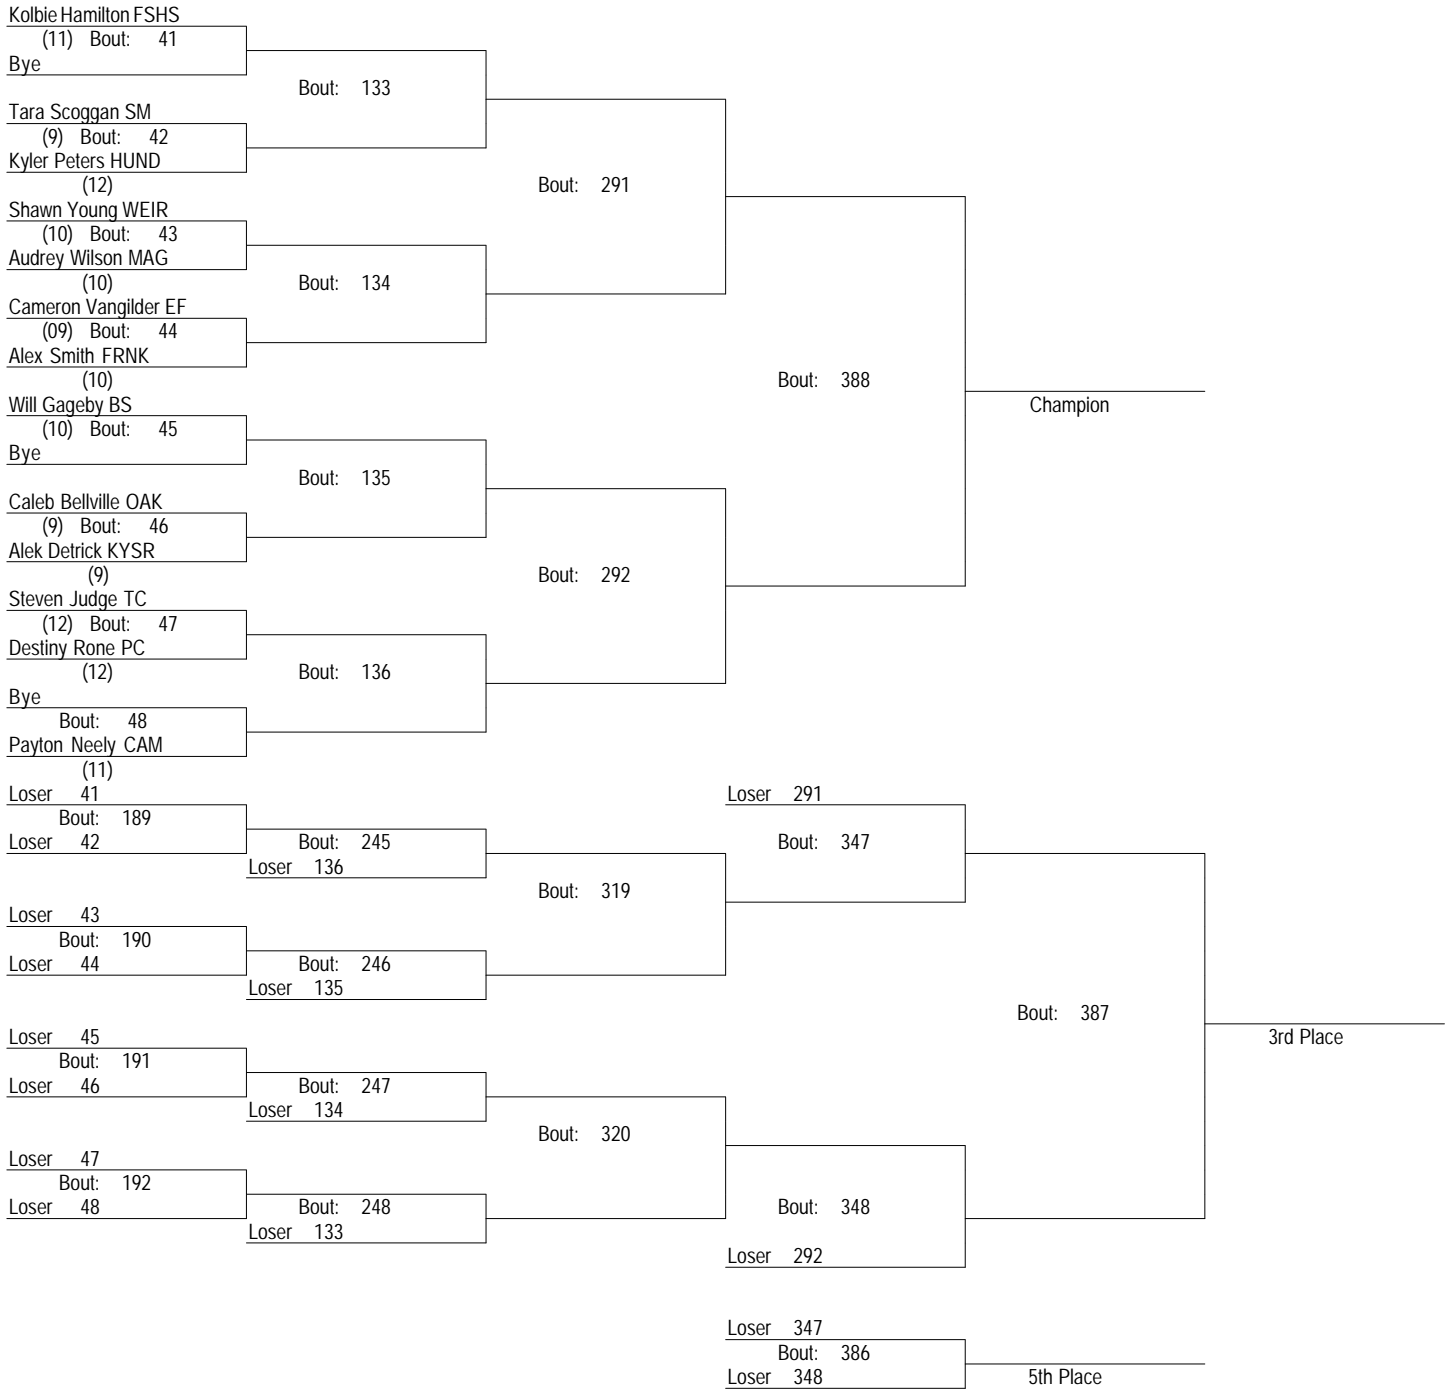 Kolbie Hamilton FSHS
(11) Bout: 41
Bye
Bout: 133
Tara Scoggan SM
(9) Bout: 42
Kyler Peters HUND
(12)
Bout: 291
Shawn Young WEIR
(10) Bout: 43
Audrey Wilson MAG
(10)
Bout: 134
Cameron Vangilder EF
(09) Bout: 44
Alex Smith FRNK
(10)
Bout: 388
Champion
Will Gageby BS
(10) Bout: 45
Bye
Bout: 135
Caleb Bellville OAK
(9) Bout: 46
Alek Detrick KYSR
(9)
Bout: 292
Steven Judge TC
(12) Bout: 47
Destiny Rone PC
(12)
Bout: 136
Bye
Bout: 48
Payton Neely CAM
(11)
Loser 41
Bout: 189
Loser 42
Bout: 245
Loser 136
Loser 291
Bout: 347
Bout: 319
Loser 43
Bout: 190
Loser 44
Bout: 246
Loser 135
Bout: 387
3rd Place
Loser 45
Bout: 191
Loser 46
Bout: 247
Loser 134
Bout: 320
Loser 47
Bout: 192
Loser 48
Bout: 248
Loser 133
Bout: 348
Loser 292
Loser 347
Bout: 386
Loser 348
5th Place